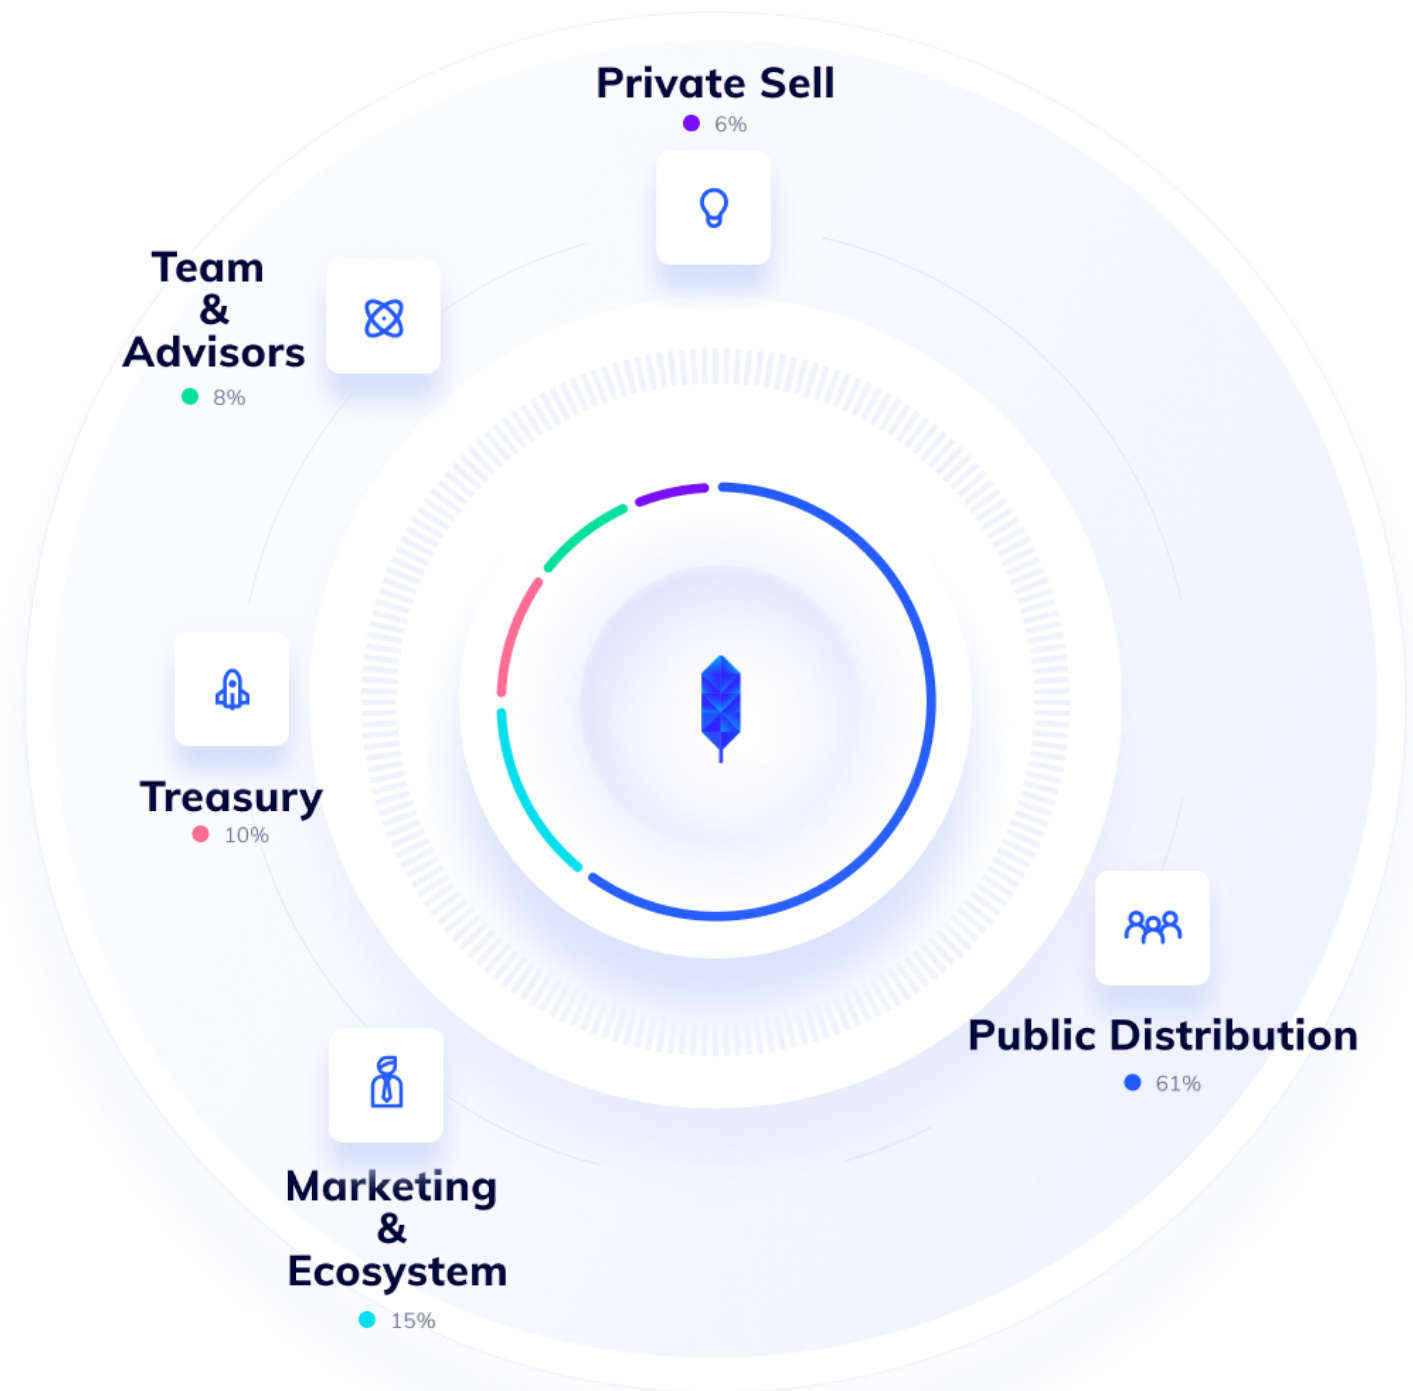 Private Sell
6%
Team
&
Advisors
8%
Treasury
10%
Public Distribution
61%
Marketing
&
Ecosystem
15%